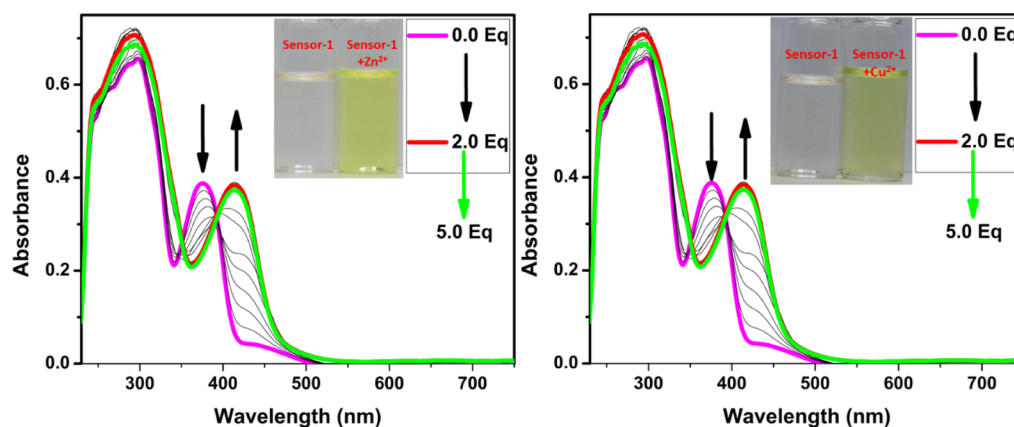 Sensor-1
Sensor-1
+Zn²⁺
0.0 Eq
2.0 Eq
5.0 Eq
0.6
0.4
0.2
0.0
Absorbance
300
400
500
600
700
Wavelength (nm)
Sensor-1
Sensor-1
+Cu²⁺
0.0 Eq
2.0 Eq
5.0 Eq
0.6
0.4
0.2
0.0
Absorbance
300
400
500
600
700
Wavelength (nm)